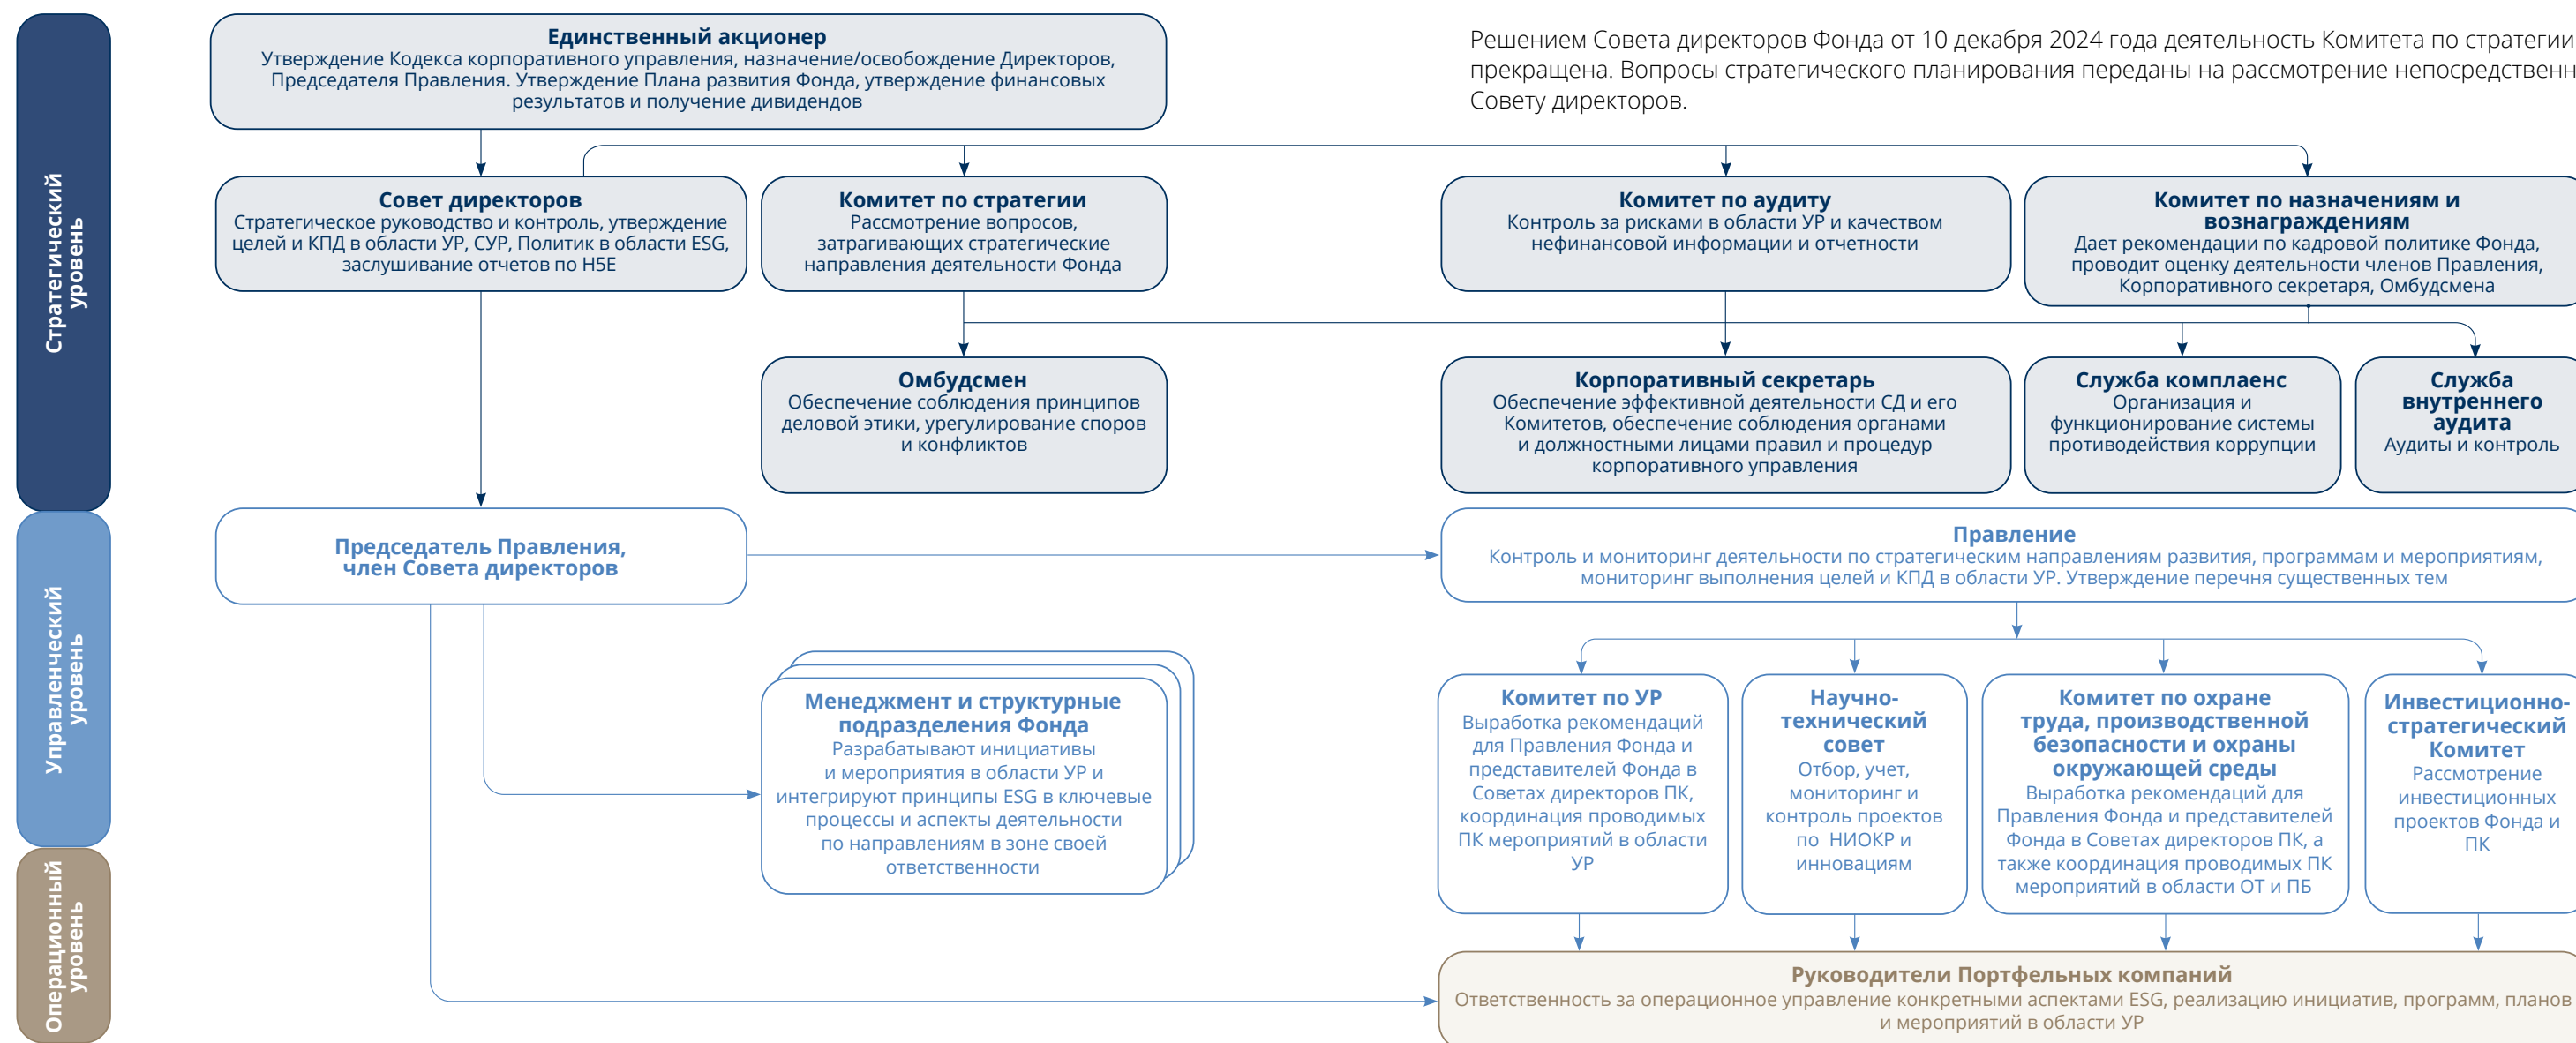 Стратегический
уровень
Единственный акционер
Утверждение Кодекса корпоративного управления, назначение/освобождение Директоров,
Председателя Правления. Утверждение Плана развития Фонда, утверждение финансовых
результатов и получение дивидендов
Решением Совета директоров Фонда от 10 декабря 2024 года деятельность Комитета по стратегии
прекращена. Вопросы стратегического планирования переданы на рассмотрение непосредственн
Совету директоров.
Совет директоров
Стратегическое руководство и контроль, утверждение
целей и КПД в области УР, СУР, Политик в области ESG,
заслушивание отчетов по H5E
Комитет по стратегии
Рассмотрение вопросов,
затрагивающих стратегические
направления деятельности Фонда
Комитет по аудиту
Контроль за рисками в области УР и качеством
нефинансовой информации и отчетности
Комитет по назначениям и
вознаграждениям
Дает рекомендации по кадровой политике Фонда,
проводит оценку деятельности членов Правления,
Корпоративного секретаря, Омбудсмена
Омбудсмен
Обеспечение соблюдения принципов
деловой этики, урегулирование споров
и конфликтов
Корпоративный секретарь
Обеспечение эффективной деятельности СД и его
Комитетов, обеспечение соблюдения органами
и должностными лицами правил и процедур
корпоративного управления
Служба комплаенс
Организация и
функционирование системы
противодействия коррупции
Служба
внутреннего
аудита
Аудиты и контроль
Управленческий
уровень
Председатель Правления,
член Совета директоров
Правление
Контроль и мониторинг деятельности по стратегическим направлениям развития, программам и мероприятиям,
мониторинг выполнения целей и КПД в области УР. Утверждение перечня существенных тем
Менеджмент и структурные
подразделения Фонда
Разрабатывают инициативы
и мероприятия в области УР и
интегрируют принципы ESG в ключевые
процессы и аспекты деятельности
по направлениям в зоне своей
ответственности
Комитет по УР
Выработка рекомендаций
для Правления Фонда и
представителей Фонда в
Советах директоров ПК,
координация проводимых
ПК мероприятий в области
УР
Научно-
технический
совет
Отбор, учет,
мониторинг и
контроль проектов
по НИОКР и
инновациям
Комитет по охране
труда, производственной
безопасности и охраны
окружающей среды
Выработка рекомендаций для
Правления Фонда и представителей
Фонда в Советах директоров ПК, а
также координация проводимых ПК
мероприятий в области ОТ и ПБ
Инвестиционно-
стратегический
Комитет
Рассмотрение
инвестиционных
проектов Фонда и
ПК
Операционный
уровень
Руководители Портфельных компаний
Ответственность за операционное управление конкретными аспектами ESG, реализацию инициатив, программ, планов
и мероприятий в области УР